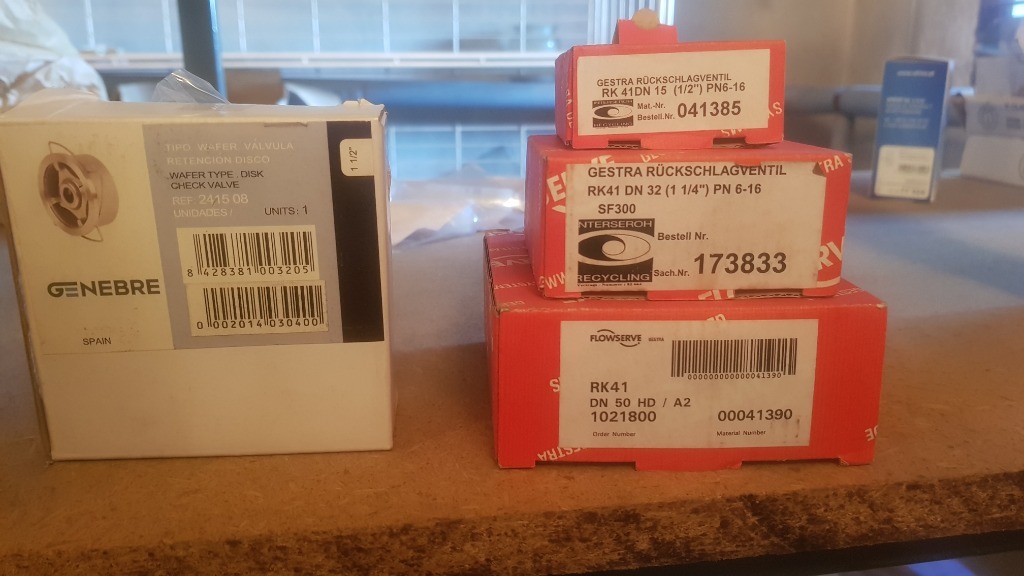 TIPO WAFER, VÁLVULA
RETENCION DISCO
WAFER TYPE, DISK
CHECK VALVE
REF. 2415 08
UNIDADES /
UNITS: 1
1 1/2"
8 428381 003205
0 002014 030400
GENEBRE
SPAIN
GESTRA RÜCKSCHLAGVENTIL
RK 41DN 15 (1/2") PN6-16
INTERSEROH
RECYCLING
Mat.-Nr.
Bestell.Nr. 041385
GESTRA RÜCKSCHLAGVENTIL
RK41 DN 32 (1 1/4") PN 6-16
SF300
INTERSEROH
RECYCLING
Bestell Nr.
Sach.Nr. 173833
FLOWSERVE
GESTRA
000000000000041390
RK41
DN 50 HD / A2
1021800 00041390
Order Number Material Number